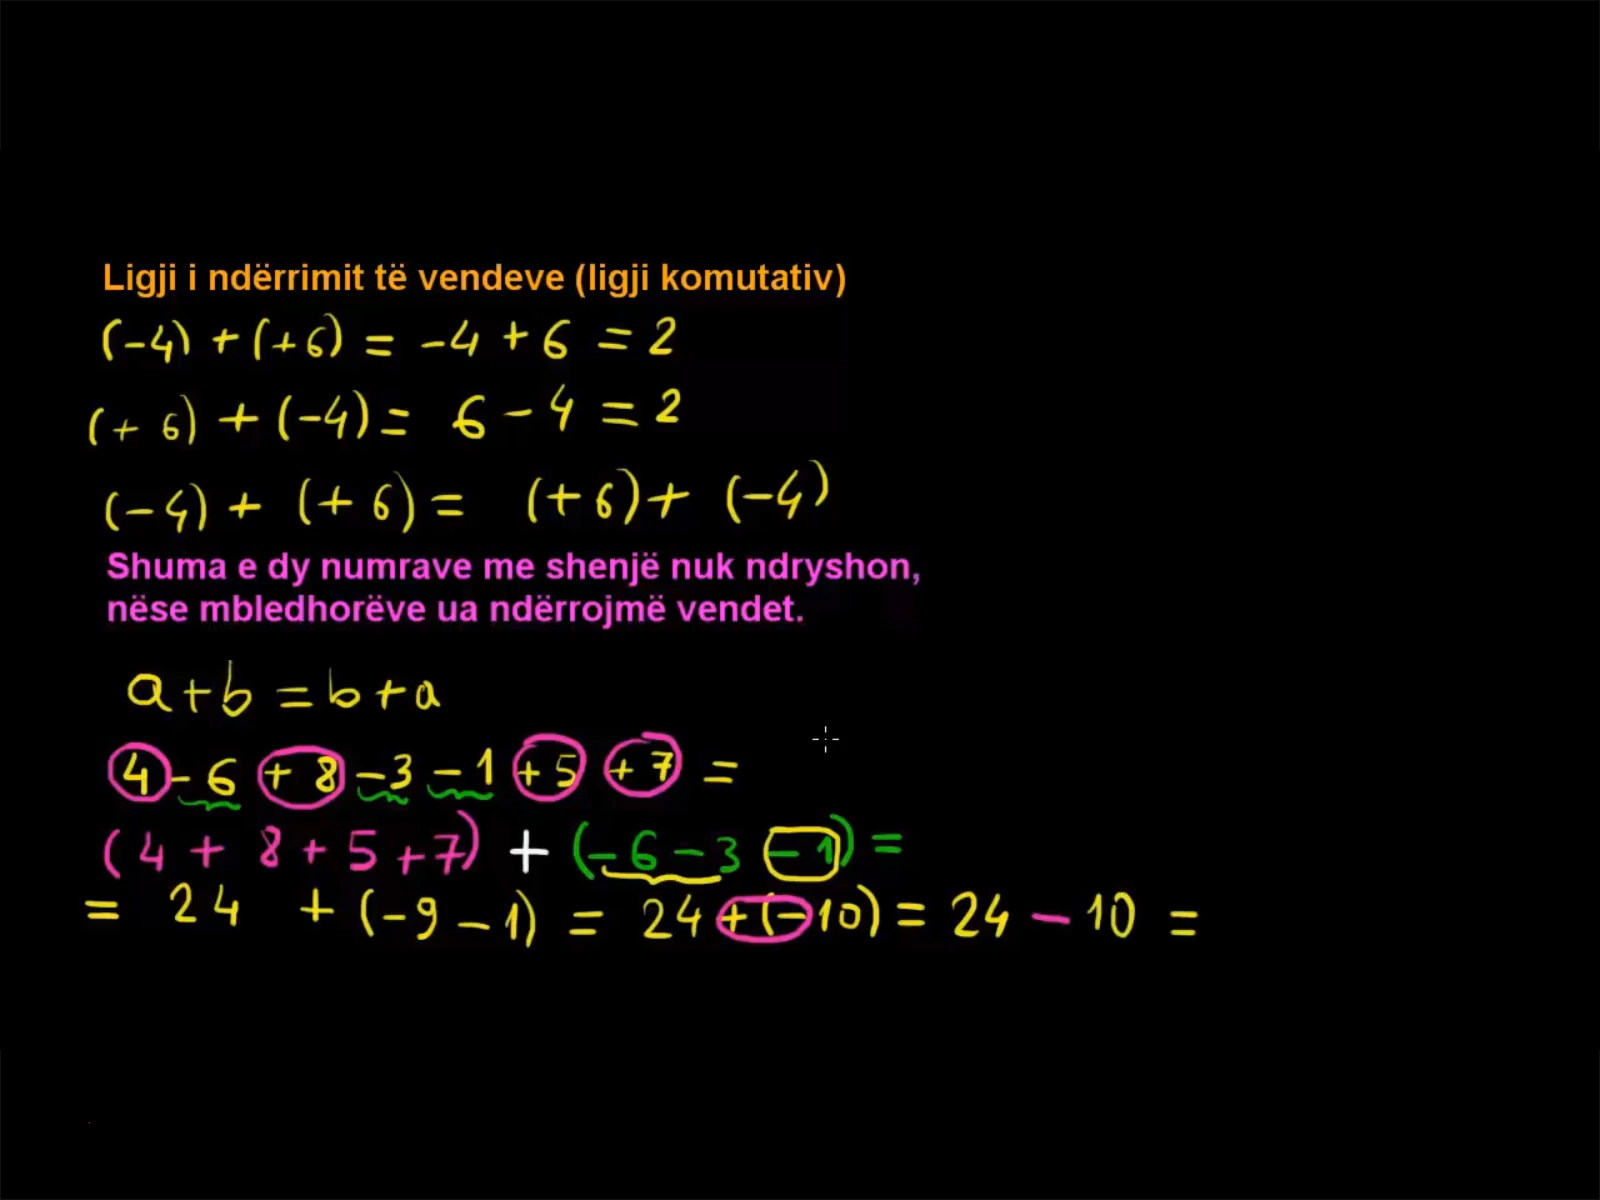 Ligji i ndërrimit të vendeve (ligji komutativ)
(-4) + (+6) = -4 + 6 = 2
(+ 6) + (-4) = 6 - 4 = 2
(-4) + (+ 6) = (+ 6) + (-4)
Shuma e dy numrave me shenjë nuk ndryshon,
nëse mbledhorëve ua ndërrojmë vendet.
a + b = b + a
4 - 6 + 8 - 3 - 1 + 5 + 7 =
(4 + 8 + 5 + 7) + (-6 - 3 - 1) =
= 24 + (-9 - 1) = 24 + (-10) = 24 - 10 =